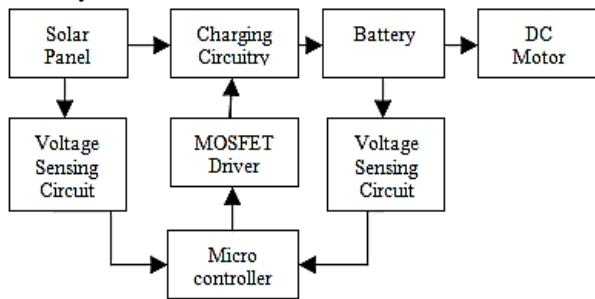 Solar
Panel
Charging
Circuitry
Battery
DC
Motor
Voltage
Sensing
Circuit
MOSFET
Driver
Voltage
Sensing
Circuit
Micro
controller